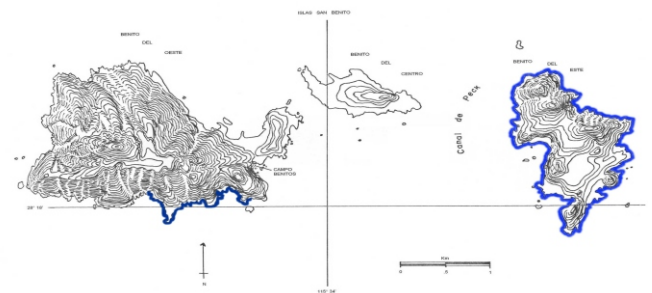 ISLAS SAN BENITO
BENITO
DEL
OESTE
BENITO
DEL
CENTRO
BENITO
DEL
ESTE
Canal de Peck
CAMPO
BENITOS
N
Km
0 .5 1